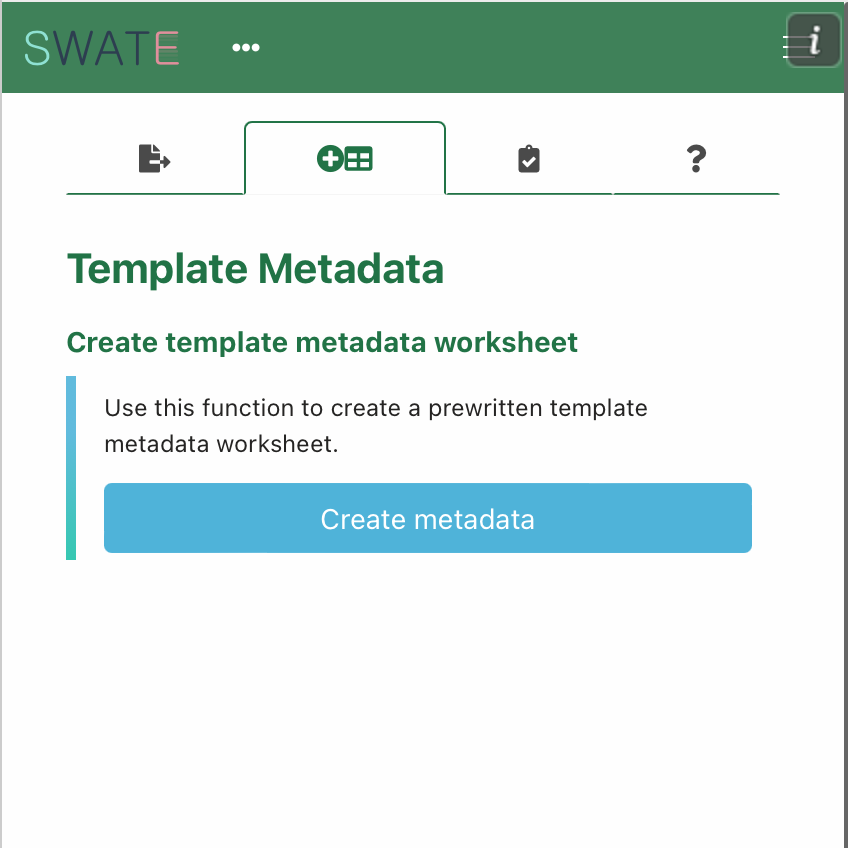 SWATE
Template Metadata
Create template metadata worksheet
Use this function to create a prewritten template
metadata worksheet.
Create metadata